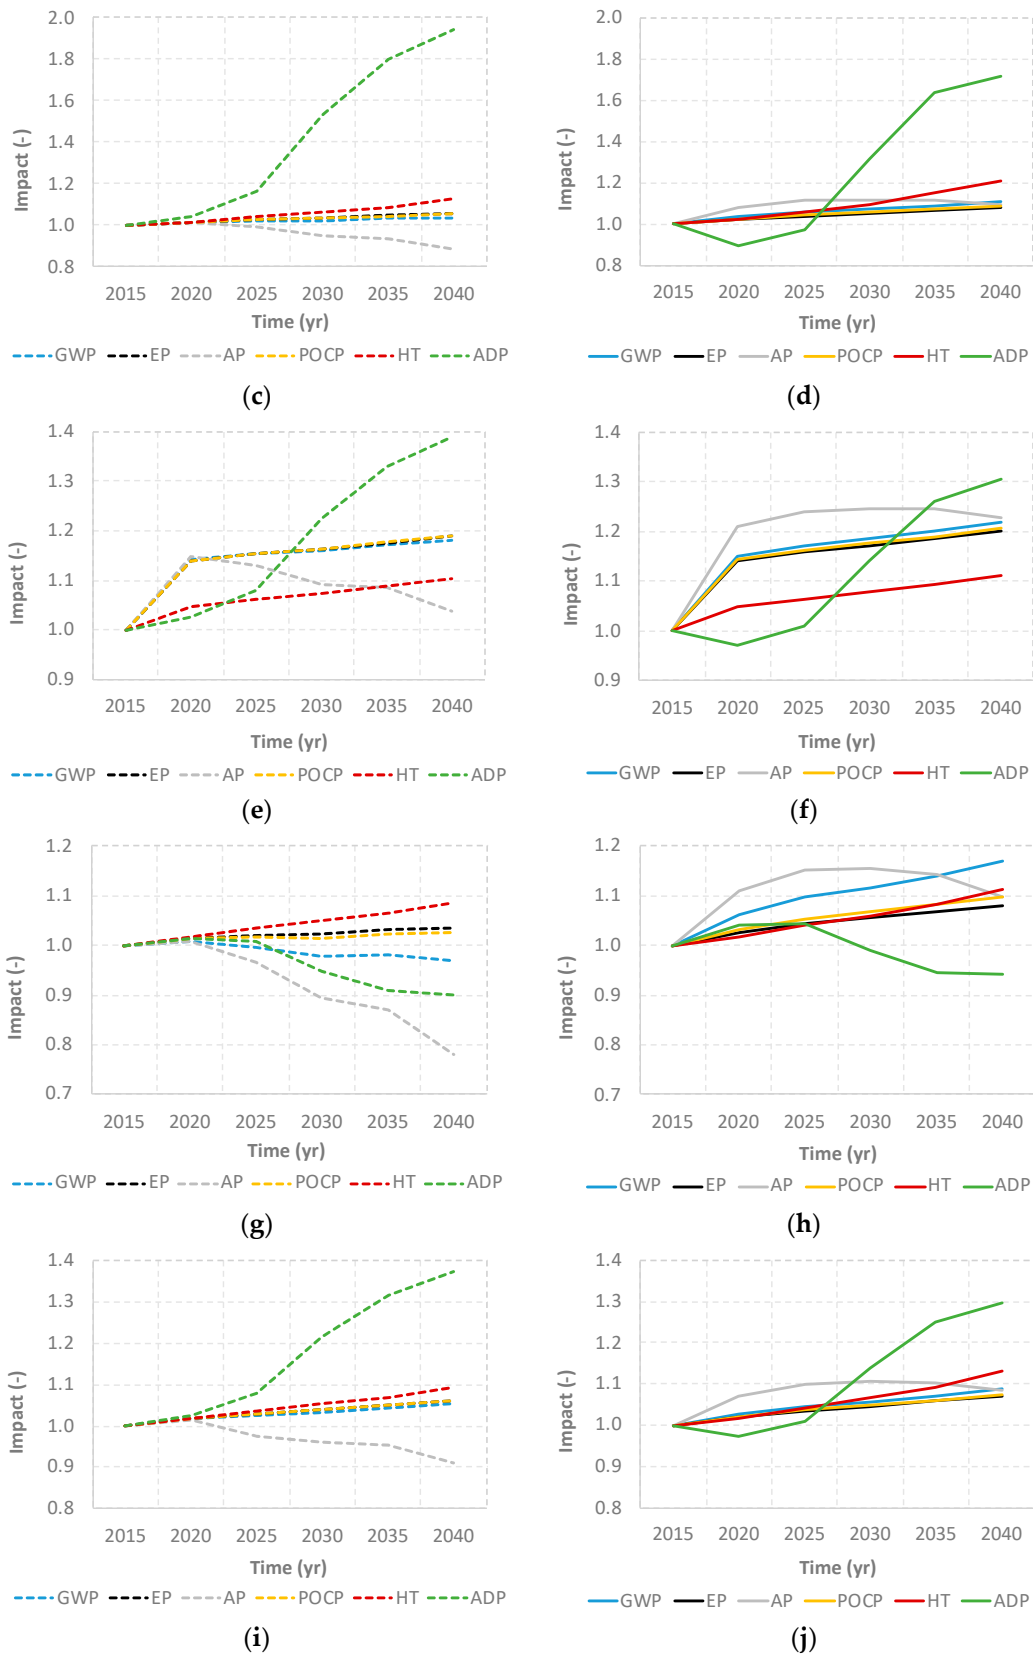 2.0
1.8
1.6
1.4
1.2
1.0
0.8
Impact (-)
2015 2020 2025 2030 2035 2040
Time (yr)
GWP EP AP POCP HT ADP
(c)
2.0
1.8
1.6
1.4
1.2
1.0
0.8
Impact (-)
2015 2020 2025 2030 2035 2040
Time (yr)
GWP EP AP POCP HT ADP
(d)
1.4
1.3
1.2
1.1
1.0
0.9
Impact (-)
2015 2020 2025 2030 2035 2040
Time (yr)
GWP EP AP POCP HT ADP
(e)
1.4
1.3
1.2
1.1
1.0
0.9
Impact (-)
2015 2020 2025 2030 2035 2040
Time (yr)
GWP EP AP POCP HT ADP
(f)
1.2
1.1
1.0
0.9
0.8
0.7
Impact (-)
2015 2020 2025 2030 2035 2040
Time (yr)
GWP EP AP POCP HT ADP
(g)
1.2
1.1
1.0
0.9
0.8
0.7
Impact (-)
2015 2020 2025 2030 2035 2040
Time (yr)
GWP EP AP POCP HT ADP
(h)
1.4
1.3
1.2
1.1
1.0
0.9
0.8
Impact (-)
2015 2020 2025 2030 2035 2040
Time (yr)
GWP EP AP POCP HT ADP
(i)
1.4
1.3
1.2
1.1
1.0
0.9
0.8
Impact (-)
2015 2020 2025 2030 2035 2040
Time (yr)
GWP EP AP POCP HT ADP
(j)